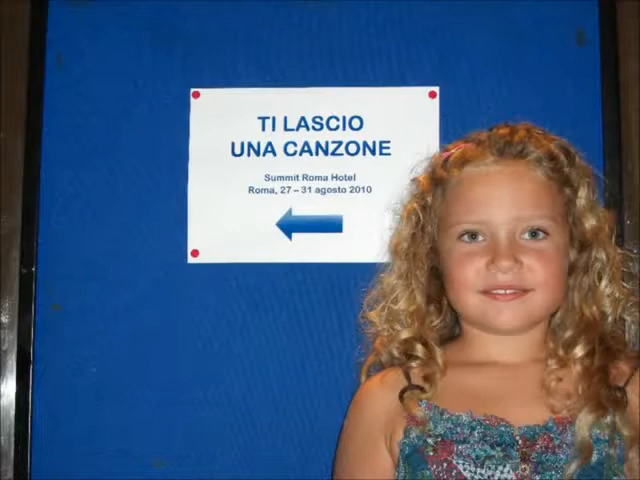 TI LASCIO
UNA CANZONE
Summit Roma Hotel
Roma, 27 – 31 agosto 2010